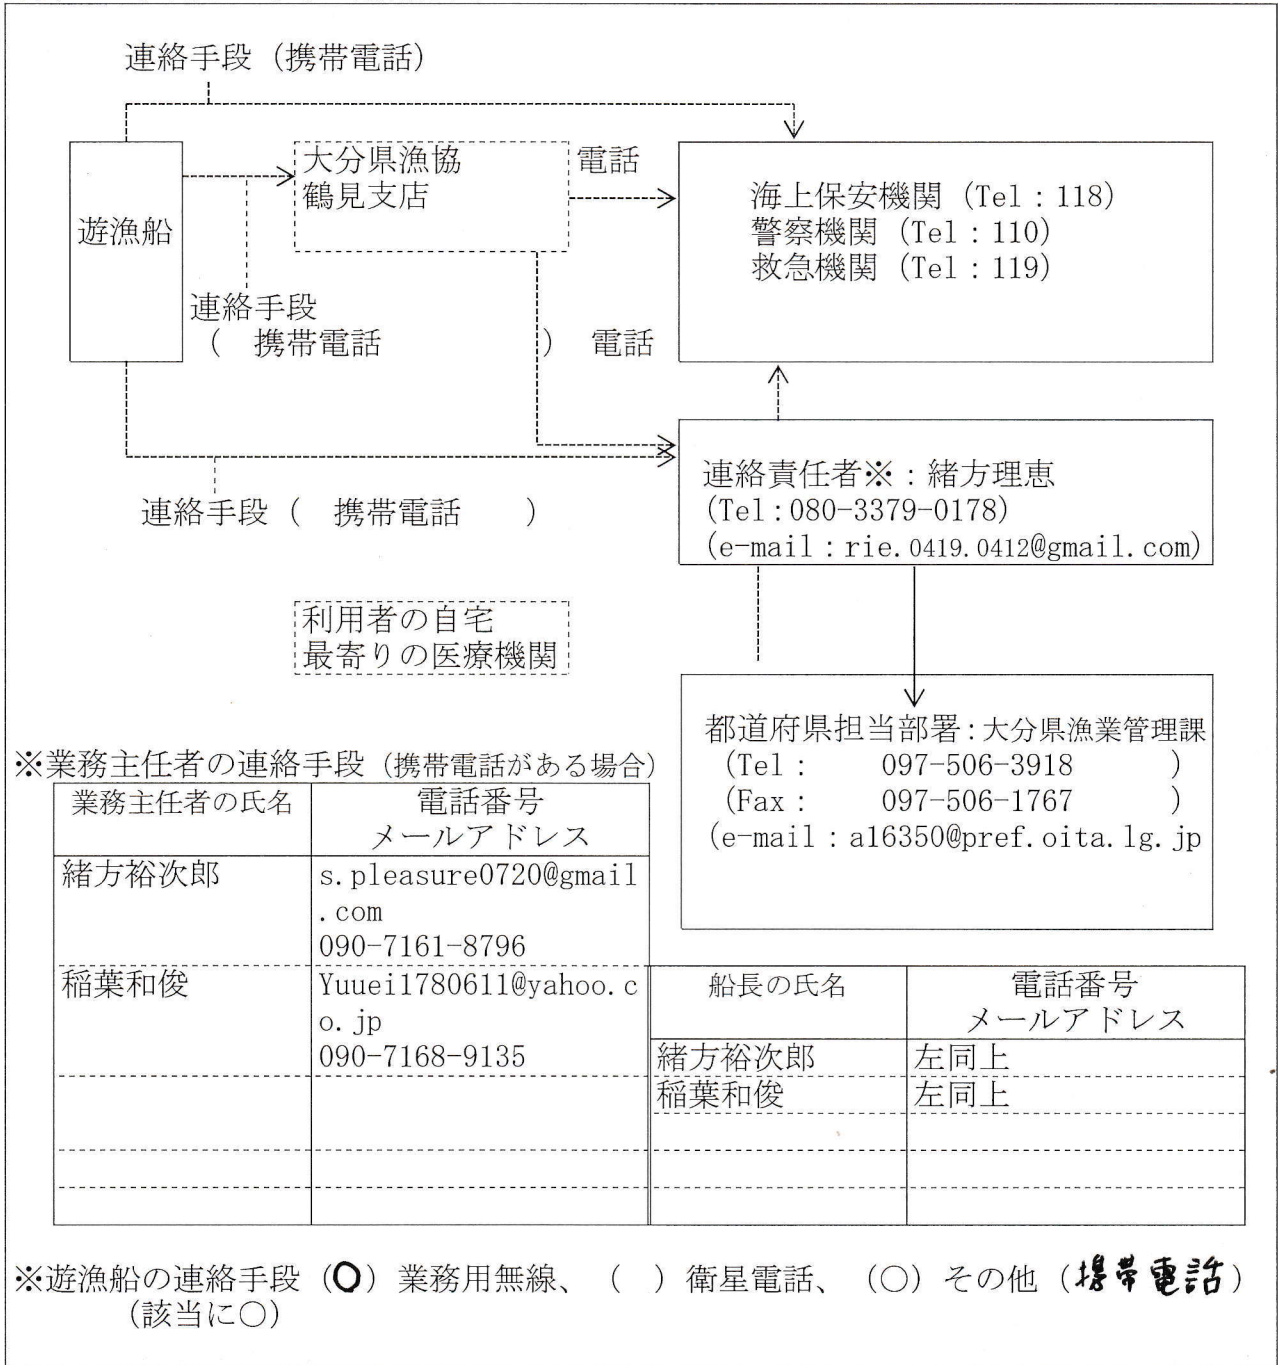 連絡手段（携帯電話）
遊漁船
大分県漁協
鶴見支店
電話
海上保安機関（Tel：118）
警察機関（Tel：110）
救急機関（Tel：119）
連絡手段
（　携帯電話　　　　　）　電話
連絡責任者※：緒方理恵
(Tel：080-3379-0178)
(e-mail：rie.0419.0412@gmail.com)
連絡手段（　携帯電話　　）
利用者の自宅
最寄りの医療機関
都道府県担当部署：大分県漁業管理課
(Tel：　　097-506-3918　　　)
(Fax：　　097-506-1767　　　)
(e-mail：a16350@pref.oita.lg.jp
※業務主任者の連絡手段（携帯電話がある場合）
業務主任者の氏名　電話番号
メールアドレス
緒方裕次郎　s.pleasure0720@gmail
.com
090-7161-8796
稲葉和俊　Yuuei1780611@yahoo.c
o.jp
090-7168-9135
船長の氏名　電話番号
メールアドレス
緒方裕次郎　左同上
稲葉和俊　左同上
※遊漁船の連絡手段（○）業務用無線、（　）衛星電話、（○）その他（携帯電話）
（該当に○）